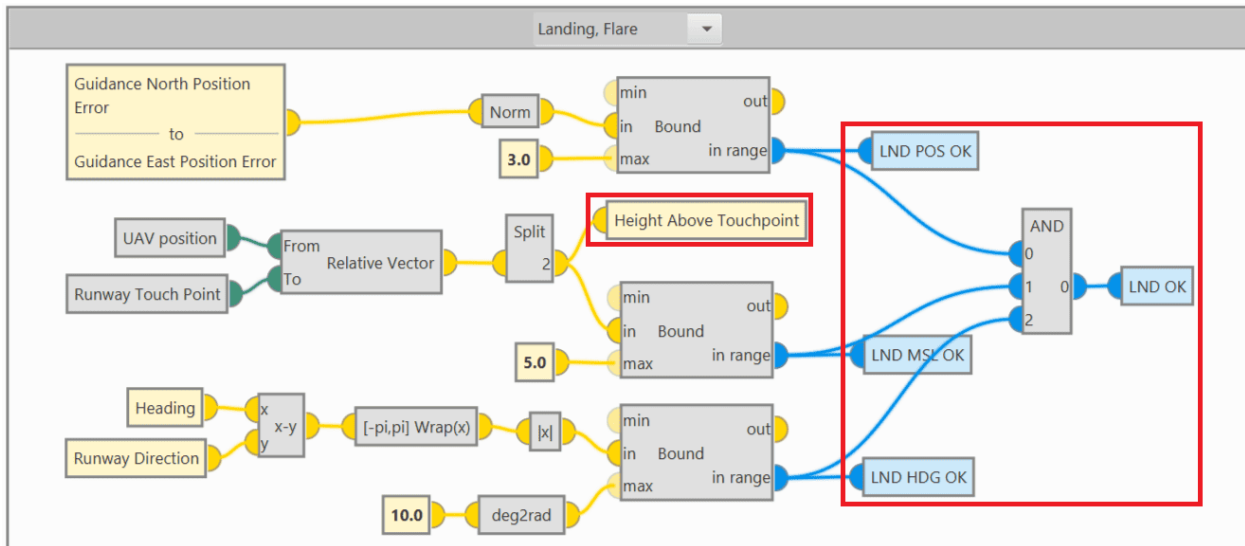 Landing, Flare
Guidance North Position
Error
to
Guidance East Position Error
Norm
3.0
min
in
max
Bound
out
in range
LND POS OK
UAV position
Runway Touch Point
From
To
Relative Vector
Split
2
Height Above Touchpoint
5.0
min
in
max
Bound
out
in range
LND MSL OK
AND
0
1
2
0
LND OK
Heading
Runway Direction
x
y
x-y
[-pi,pi] Wrap(x)
|x|
10.0
deg2rad
min
in
max
Bound
out
in range
LND HDG OK